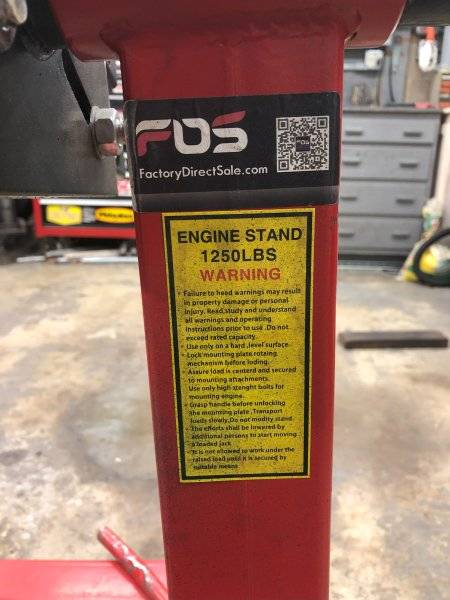 FDS
FactoryDirectSale.com
ENGINE STAND
1250LBS
WARNING
• Failure to heed warnings may result
in property damage or personal
injury. Read,study and understand
all warnings and operating
instructions prior to use .Do not
exceed rated capacity.
• Use only on a hard ,level surface.
• Lock mounting plate rotaing
mechanism before loding.
• Assure load is centerd and secured
to mounting attachments.
Use only high stenght bolts for
mounting engine.
• Grasp handle before unlocking
the mounting plate ,Transport
loads slowly,Do not modity stand
• The efforts shall be lowered by
additional persons to start moving
a loaded jack
• It is not allowed to work under the
raised load until it is secured by
suitable means